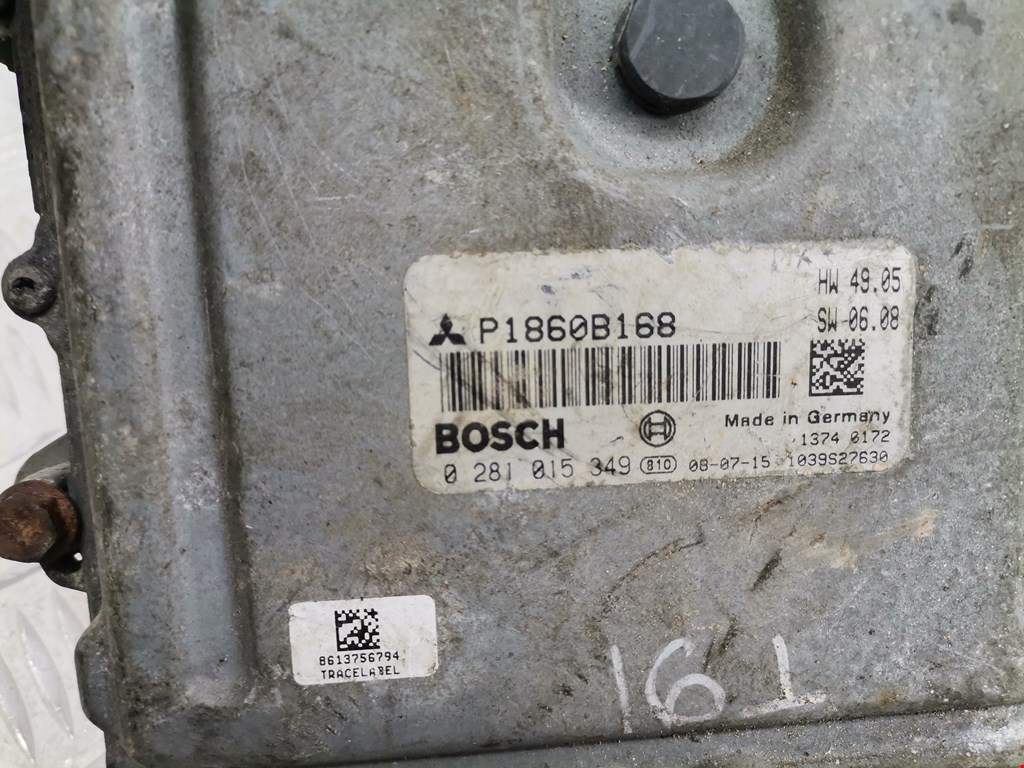 HW 49.05
P1860B168
SW 06.08
BOSCH
Made in Germany
1374 0172
0 281 015 349 810 08-07-15 1039S27630
8613756794
TRACELABEL
161